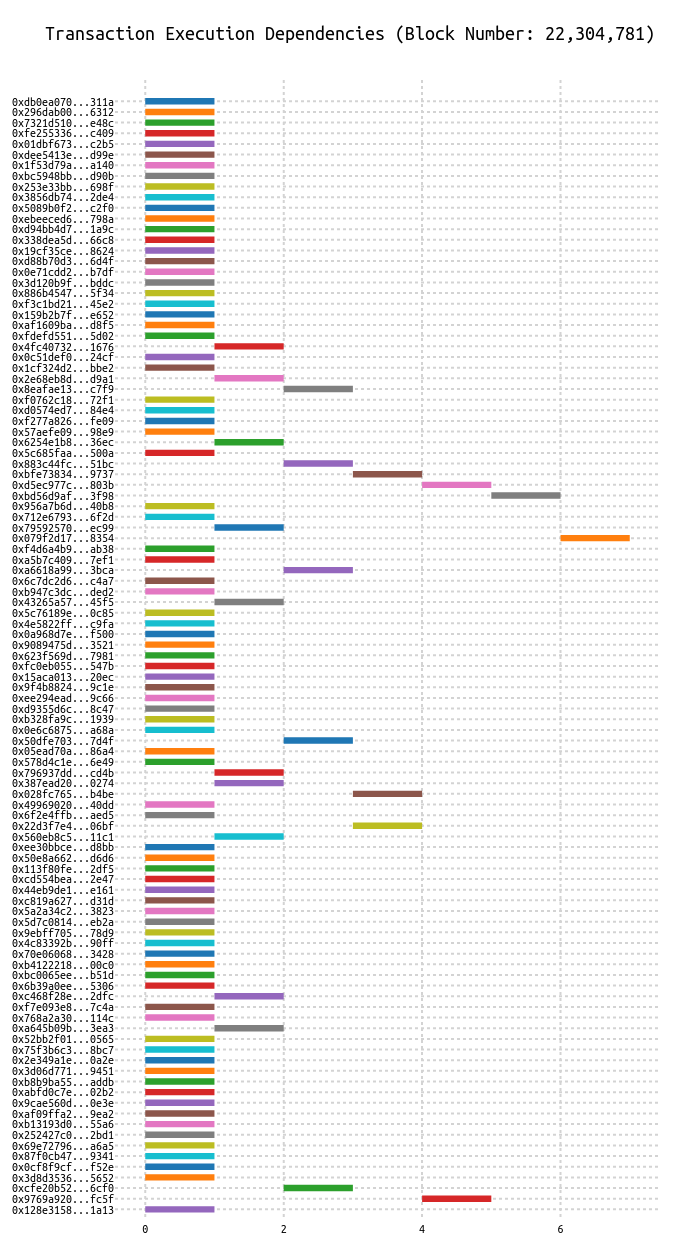 Transaction Execution Dependencies (Block Number: 22,304,781)
0xdb0ea070...311a
0x296dab00...6312
0x7321d510...e48c
0xfe255336...c409
0x01dbf673...c2b5
0xdee5413e...d99e
0x1f53d79a...a140
0xbc5948bb...d90b
0x253e33bb...698f
0x3856db74...2de4
0x5089b0f2...c2f0
0xebeeced6...798a
0xd94bb4d7...1a9c
0x338dea5d...66c8
0x19cf35ce...8624
0xd88b70d3...6d4f
0x0e71cdd2...b7df
0x3d120b9f...bddc
0x886b4547...5f34
0xf3c1bd21...45e2
0x159b2b7f...e652
0xaf1609ba...d8f5
0xfdefd551...5d02
0x4fc40732...1676
0x0c51def0...24cf
0x1cf324d2...bbe2
0x2e68eb8d...d9a1
0x8eafae13...c7f9
0xf0762c18...72f1
0xd0574ed7...84e4
0xf277a826...fe09
0x57aefe09...98e9
0x6254e1b8...36ec
0x5c685faa...500a
0x883c44fc...51bc
0xbfe73834...9737
0xd5ec977c...803b
0xbd56d9af...3f98
0x956a7b6d...40b8
0x712e6793...6f2d
0x79592570...ec99
0x079f2d17...8354
0xf4d6a4b9...ab38
0xa5b7c409...7ef1
0xa6618a99...3bca
0x6c7dc2d6...c4a7
0xb947c3dc...ded2
0x43265a57...45f5
0x5c76189e...0c85
0x4e5822ff...c9fa
0x0a968d7e...f500
0x9089475d...3521
0x623f569d...7981
0xfc0eb055...547b
0x15aca013...20ec
0x9f4b8824...9c1e
0xee294ead...9c66
0xd9355d6c...8c47
0xb328fa9c...1939
0x0e6c6875...a68a
0x50dfe703...7d4f
0x05ead70a...86a4
0x578d4c1e...6e49
0x796937dd...cd4b
0x387ead20...0274
0x028fc765...b4be
0x49969020...40dd
0x6f2e4ffb...aed5
0x22d3f7e4...06bf
0x560eb8c5...11c1
0xee30bbce...d8bb
0x50e8a662...d6d6
0x113f80fe...2df5
0xcd554bea...2e47
0x44eb9de1...e161
0xc819a627...d31d
0x5a2a34c2...3823
0x5d7c0814...eb2a
0x9ebff705...78d9
0x4c83392b...90ff
0x70e06068...3428
0xb4122218...00c0
0xbc0065ee...b51d
0x6b39a0ee...5306
0xc468f28e...2dfc
0xf7e093e8...7c4a
0x768a2a30...114c
0xa645b09b...3ea3
0x52bb2f01...0565
0x75f3b6c3...8bc7
0x2e349a1e...0a2e
0x3d06d771...9451
0xb8b9ba55...addb
0xabfd0c7e...02b2
0x9cae560d...0e3e
0xaf09ffa2...9ea2
0xb13193d0...55a6
0x252427c0...2bd1
0x69e72796...a6a5
0x87f0cb47...9341
0x0cf8f9cf...f52e
0x3d8d3536...5652
0xcfe20b52...6cf0
0x9769a920...fc5f
0x128e3158...1a13
0 2 4 6